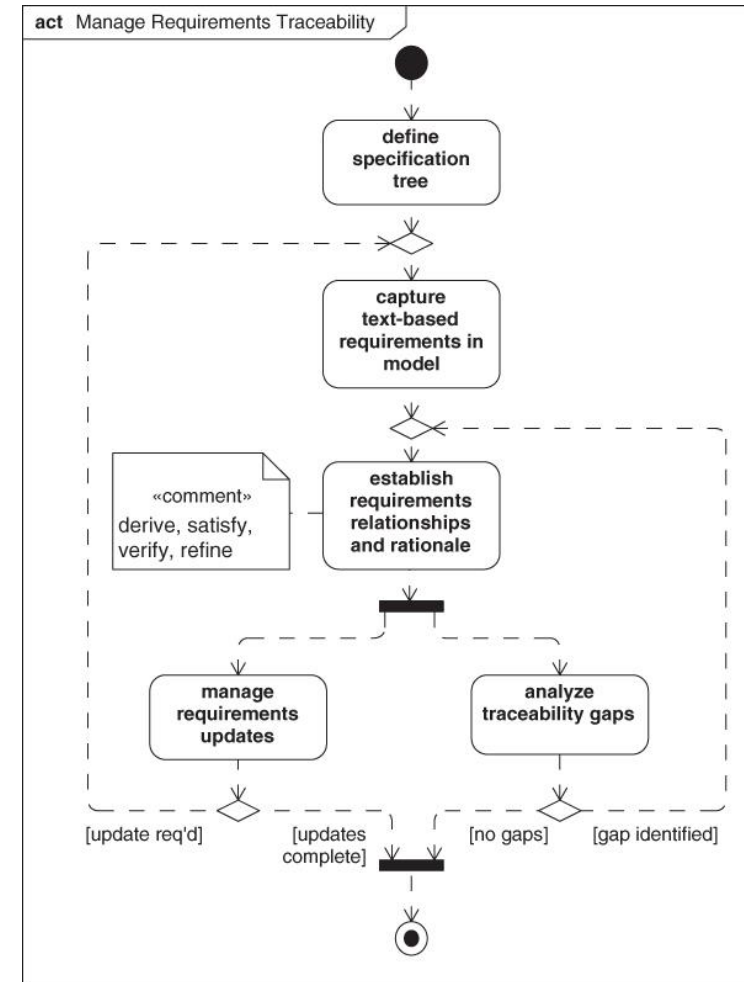 act Manage Requirements Traceability
define
specification
tree
capture
text-based
requirements in
model
«comment»
derive, satisfy,
verify, refine
establish
requirements
relationships
and rationale
manage
requirements
updates
analyze
traceability gaps
[update req'd]
[updates
complete]
[no gaps]
[gap identified]